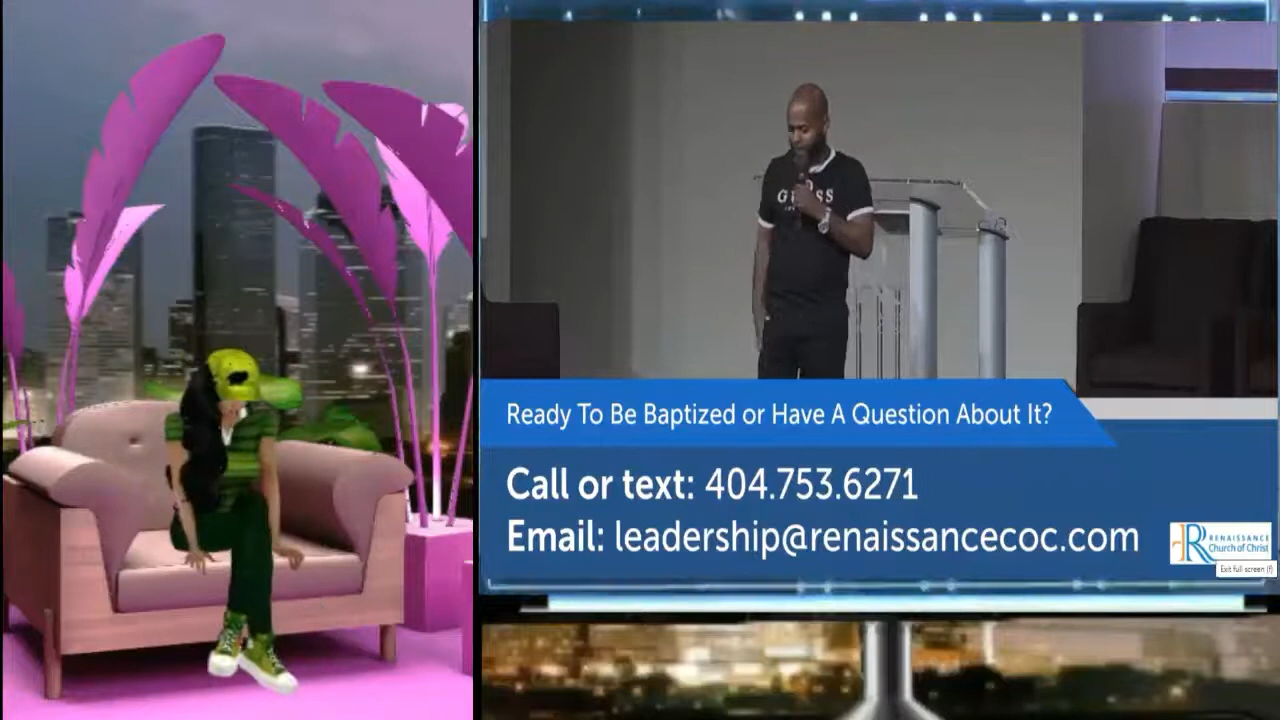 GUESS
Ready To Be Baptized or Have A Question About It?
Call or text: 404.753.6271
Email: leadership@renaissancecoc.com
RENAISSANCE
Church of Christ
Exit full screen (f)